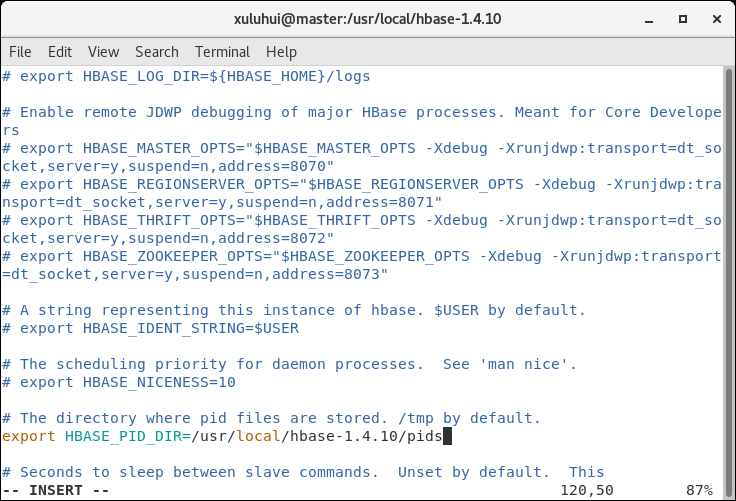 xuluhui@master:/usr/local/hbase-1.4.10
File Edit View Search Terminal Help
# export HBASE_LOG_DIR=${HBASE_HOME}/logs
# Enable remote JDWP debugging of major HBase processes. Meant for Core Develope
rs
# export HBASE_MASTER_OPTS="$HBASE_MASTER_OPTS -Xdebug -Xrunjdwp:transport=dt_so
cket,server=y,suspend=n,address=8070"
# export HBASE_REGIONSERVER_OPTS="$HBASE_REGIONSERVER_OPTS -Xdebug -Xrunjdwp:tra
nsport=dt_socket,server=y,suspend=n,address=8071"
# export HBASE_THRIFT_OPTS="$HBASE_THRIFT_OPTS -Xdebug -Xrunjdwp:transport=dt_so
cket,server=y,suspend=n,address=8072"
# export HBASE_ZOOKEEPER_OPTS="$HBASE_ZOOKEEPER_OPTS -Xdebug -Xrunjdwp:transport
=dt_socket,server=y,suspend=n,address=8073"
# A string representing this instance of hbase. $USER by default.
# export HBASE_IDENT_STRING=$USER
# The scheduling priority for daemon processes.  See 'man nice'.
# export HBASE_NICENESS=10
# The directory where pid files are stored. /tmp by default.
export HBASE_PID_DIR=/usr/local/hbase-1.4.10/pids
# Seconds to sleep between slave commands.  Unset by default.  This
-- INSERT -- 120,50 87%